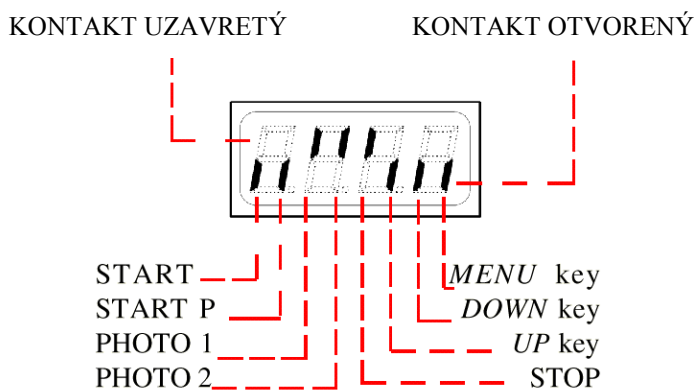 KONTAKT UZAVRETÝ
KONTAKT OTVORENÝ
START
MENU key
START P
DOWN key
PHOTO 1
UP key
PHOTO 2
STOP